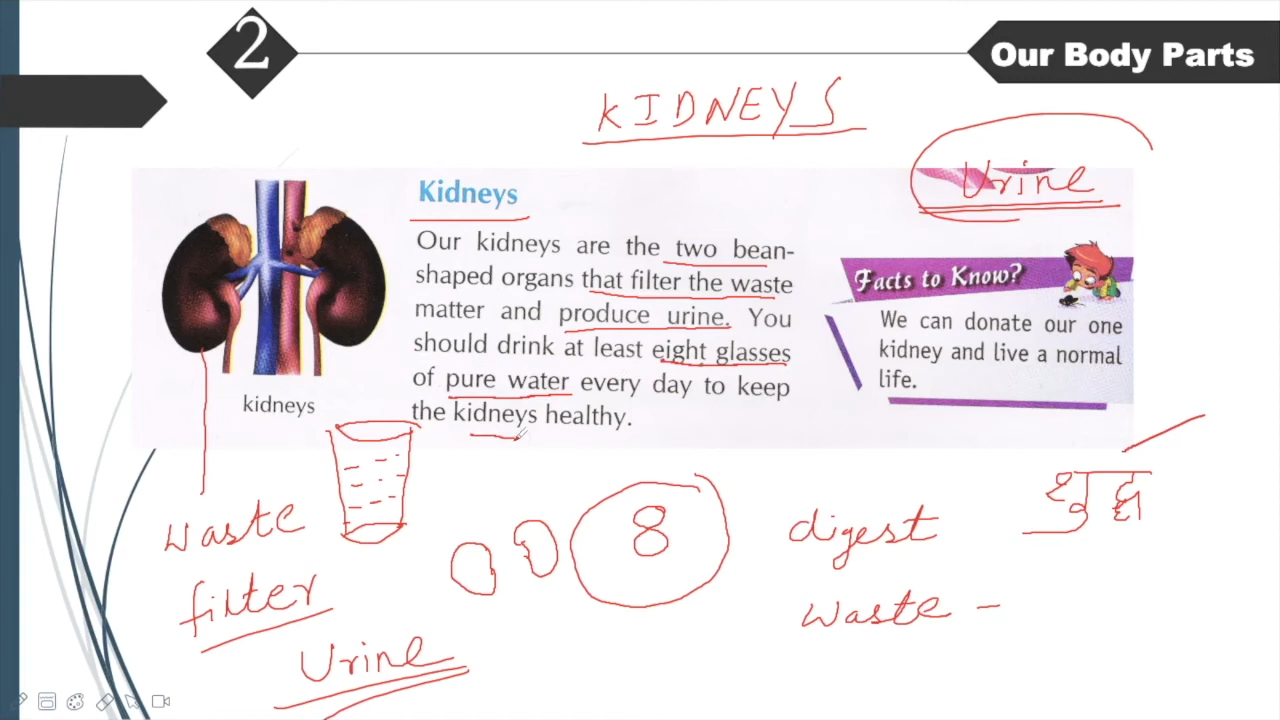 2
Our Body Parts
KIDNEYS
Urine
Kidneys
Our kidneys are the two bean-
shaped organs that filter the waste
matter and produce urine. You
should drink at least eight glasses
of pure water every day to keep
the kidneys healthy.
kidneys
Facts to Know?
We can donate our one
kidney and live a normal
life.
waste
filter
Urine
8
digest
waste -
शुद्ध